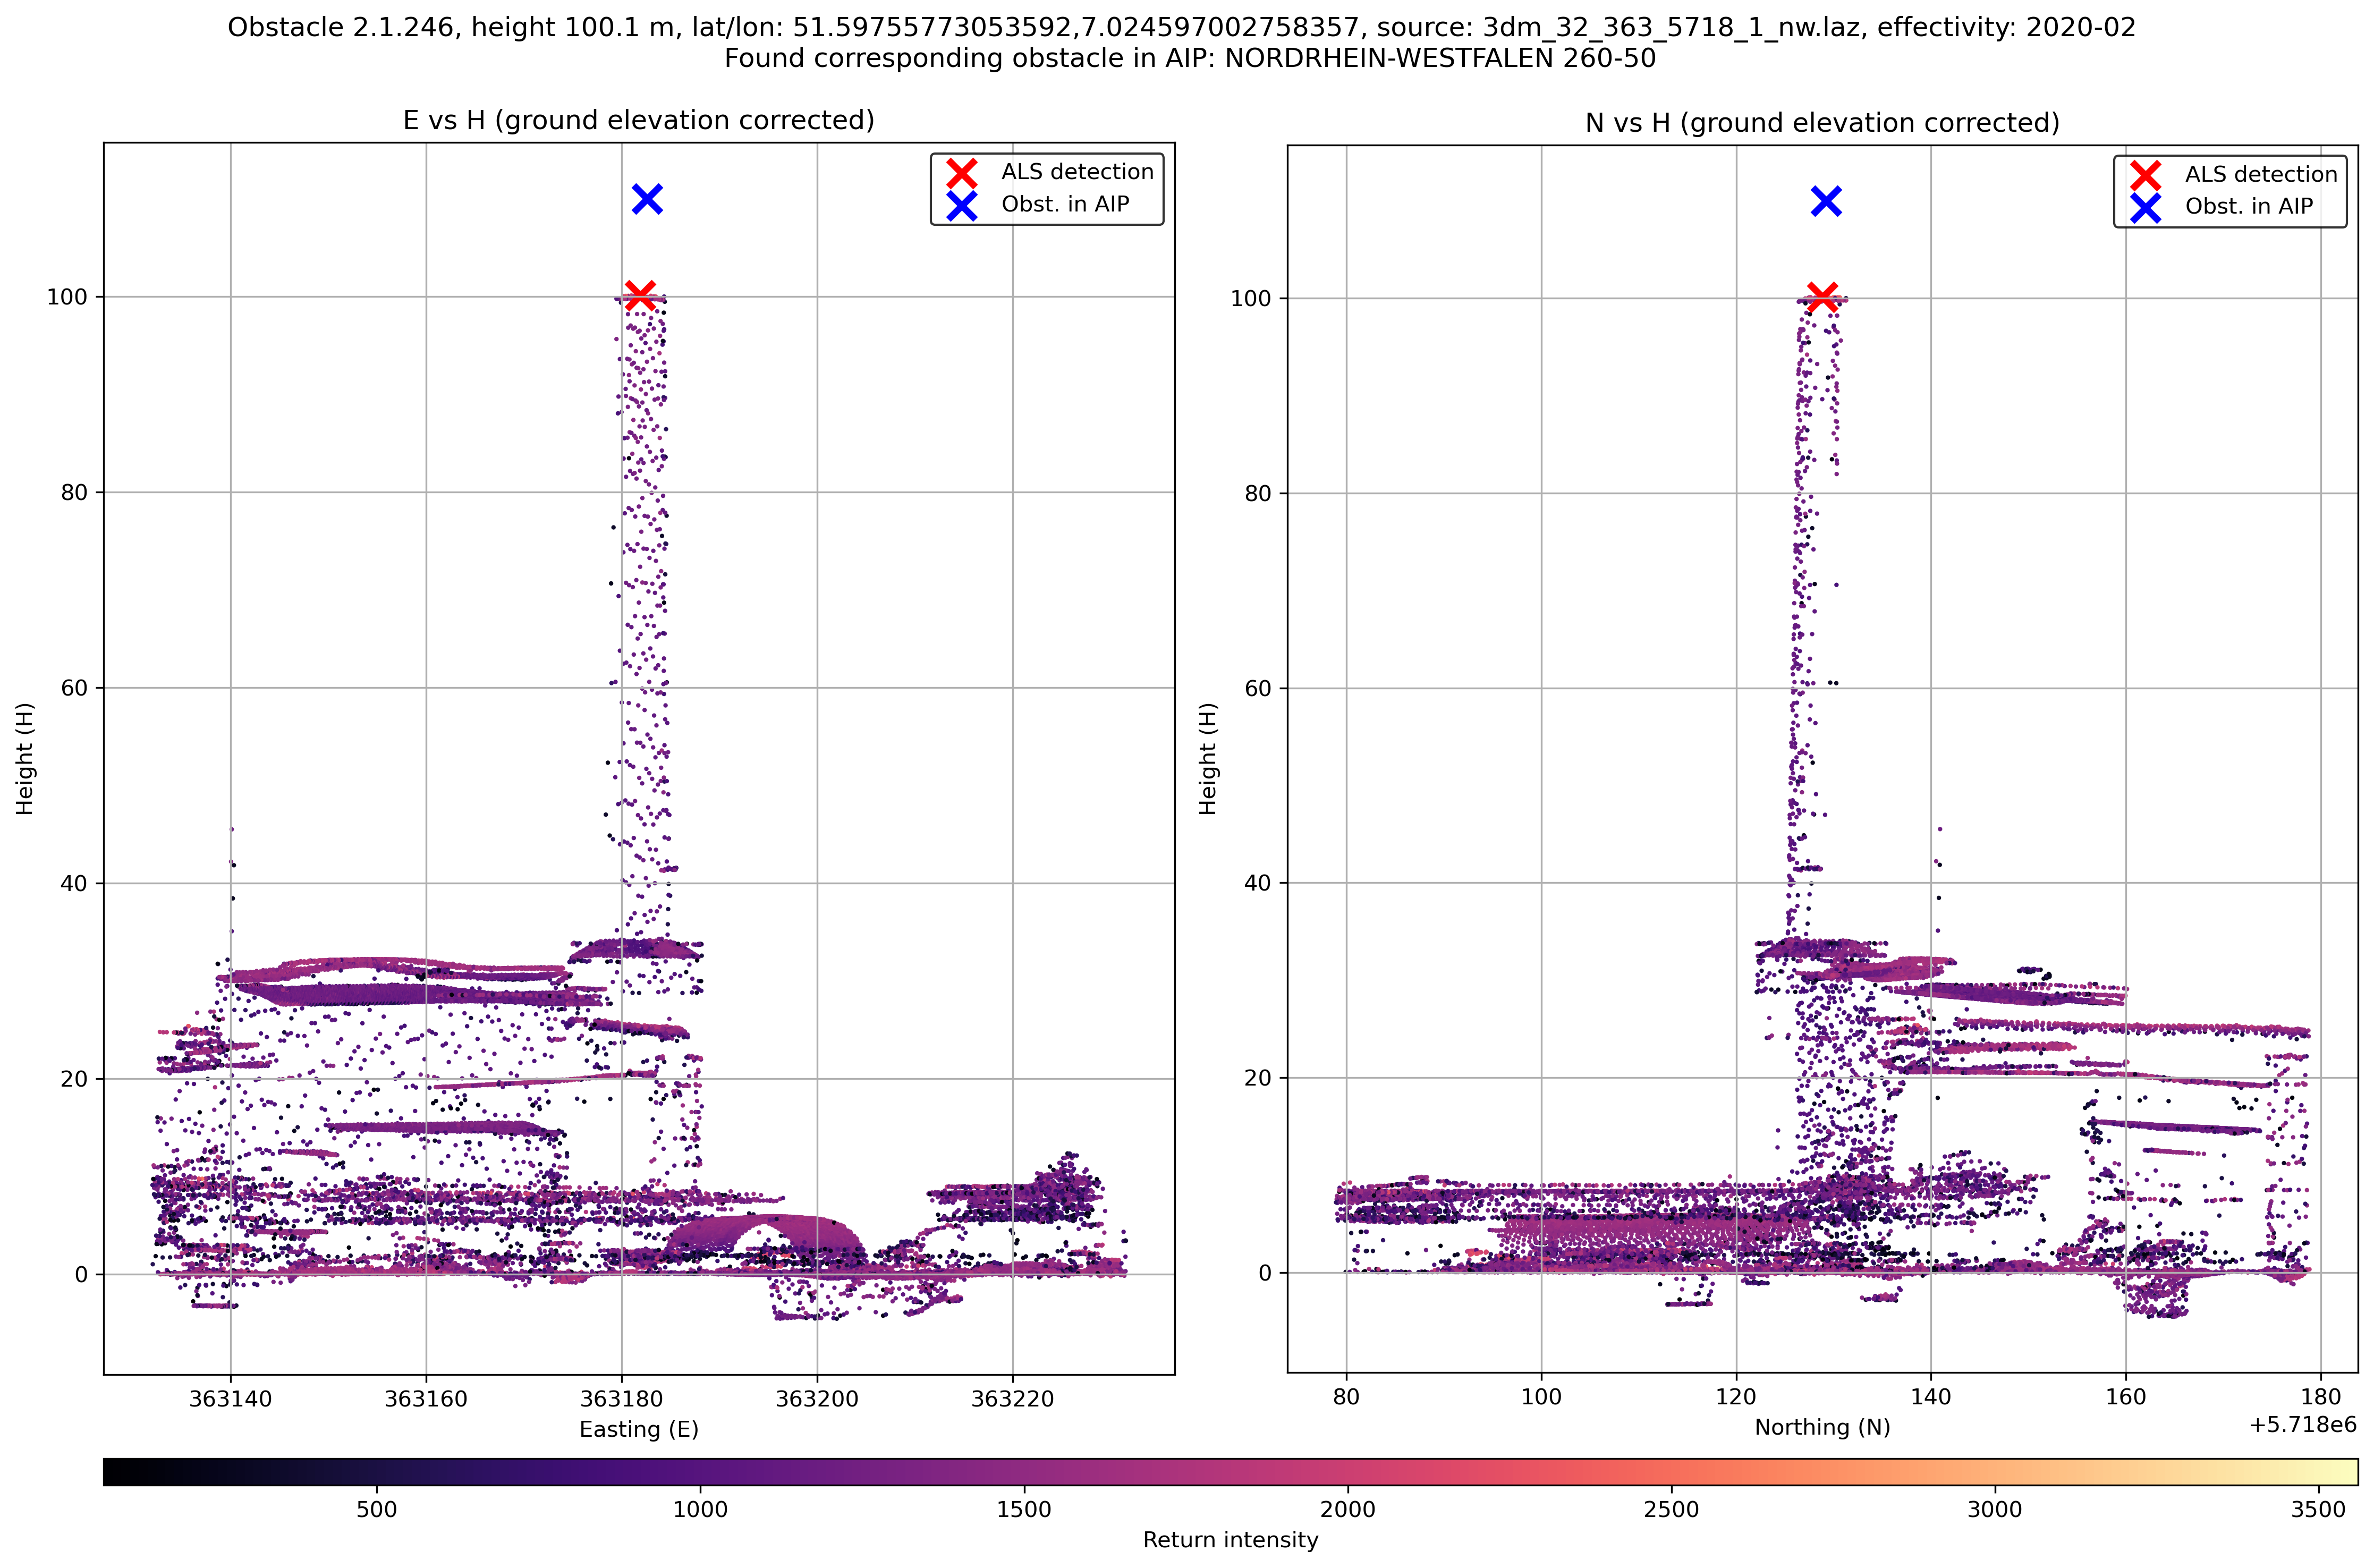 Obstacle 2.1.246, height 100.1 m, lat/lon: 51.59755773053592,7.024597002758357, source: 3dm_32_363_5718_1_nw.laz, effectivity: 2020-02
Found corresponding obstacle in AIP: NORDRHEIN-WESTFALEN 260-50
E vs H (ground elevation corrected)
ALS detection
Obst. in AIP
100
80
60
40
20
0
Height (H)
363140 363160 363180 363200 363220
Easting (E)
N vs H (ground elevation corrected)
ALS detection
Obst. in AIP
100
80
60
40
20
0
Height (H)
80 100 120 140 160 180
+5.718e6
Northing (N)
500 1000 1500 2000 2500 3000 3500
Return intensity